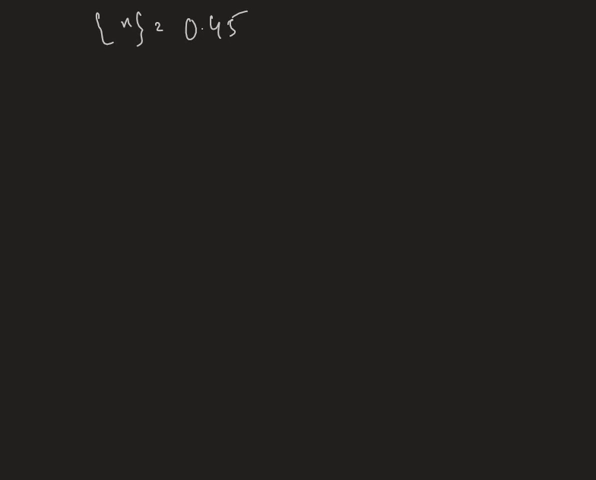 {x} = 0.45